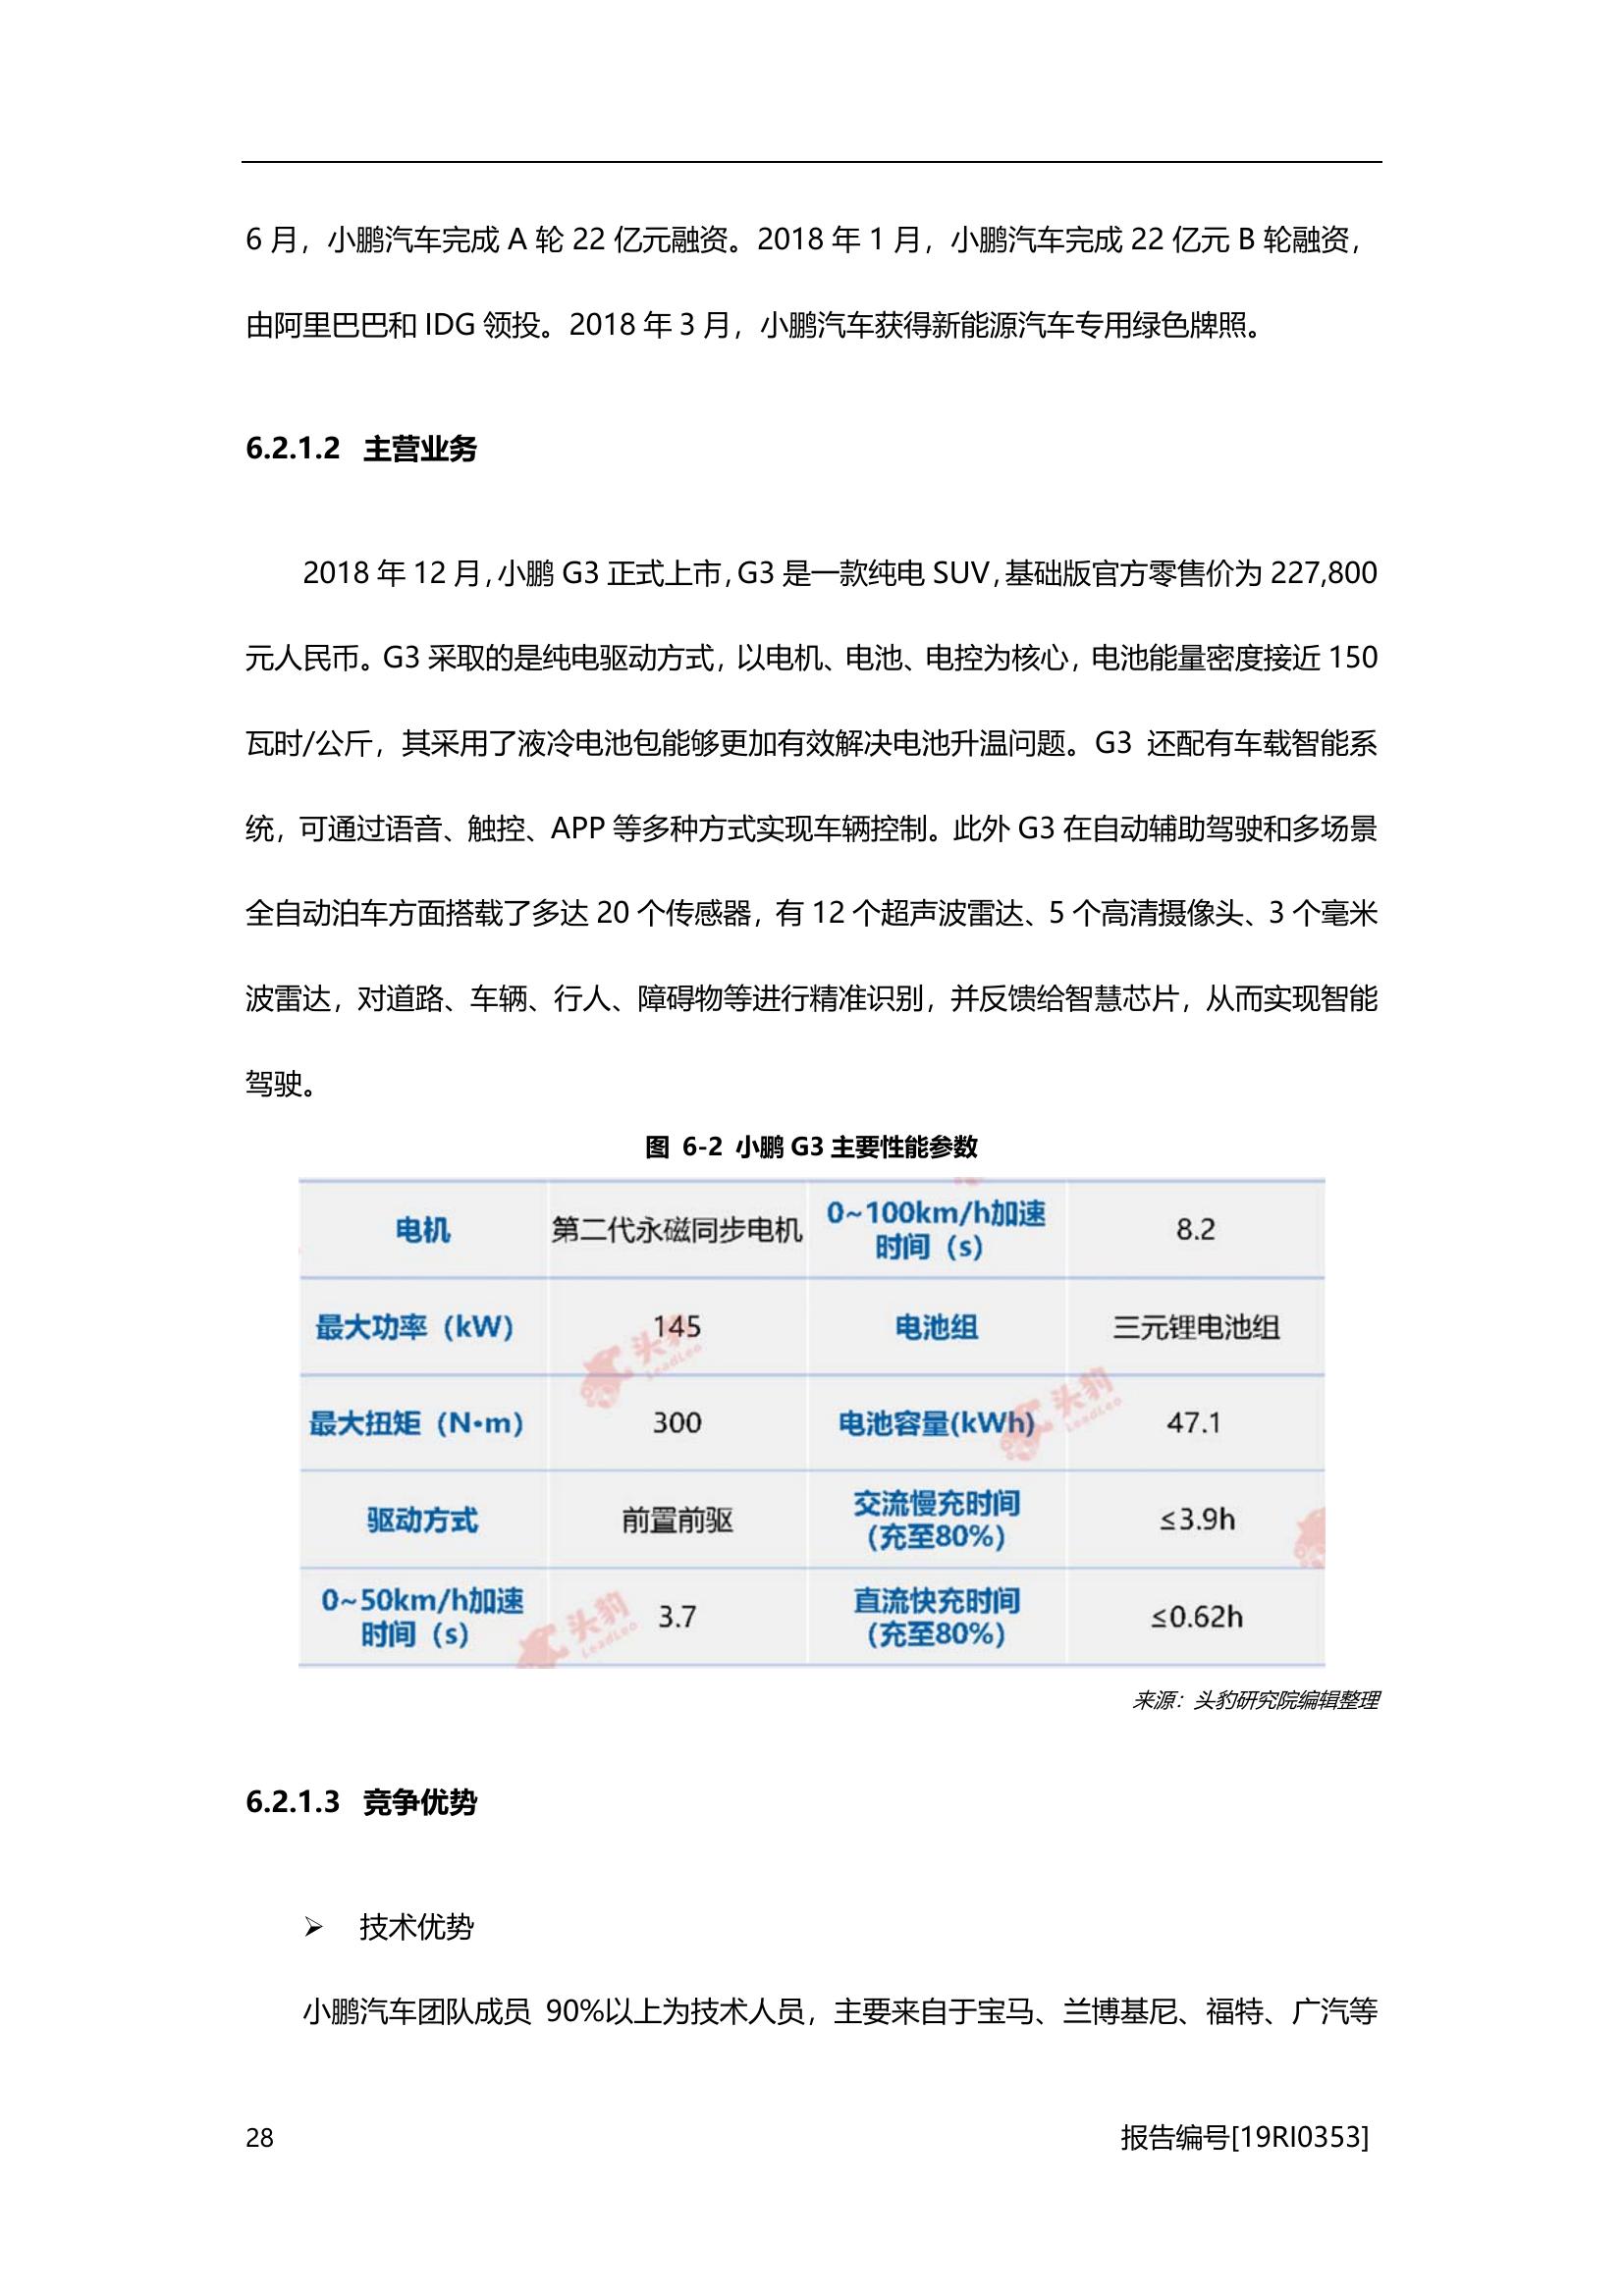 6 月，小鹏汽车完成 A 轮 22 亿元融资。2018 年 1 月，小鹏汽车完成 22 亿元 B 轮融资，
由阿里巴巴和 IDG 领投。2018 年 3 月，小鹏汽车获得新能源汽车专用绿色牌照。
6.2.1.2 主营业务
2018 年 12 月，小鹏 G3 正式上市，G3 是一款纯电 SUV，基础版官方零售价为 227,800
元人民币。G3 采取的是纯电驱动方式，以电机、电池、电控为核心，电池能量密度接近 150
瓦时/公斤，其采用了液冷电池包能够更加有效解决电池升温问题。G3 还配有车载智能系
统，可通过语音、触控、APP 等多种方式实现车辆控制。此外 G3 在自动辅助驾驶和多场景
全自动泊车方面搭载了多达 20 个传感器，有 12 个超声波雷达、5 个高清摄像头、3 个毫米
波雷达，对道路、车辆、行人、障碍物等进行精准识别，并反馈给智慧芯片，从而实现智能
驾驶。
图 6-2 小鹏 G3 主要性能参数
电机 第二代永磁同步电机 0~100km/h加速
时间（s） 8.2
最大功率（kW） 145 电池组 三元锂电池组
最大扭矩（N•m） 300 电池容量(kWh) 47.1
驱动方式 前置前驱 交流慢充时间
（充至80%） ≤3.9h
0~50km/h加速
时间（s） 3.7 直流快充时间
（充至80%） ≤0.62h
头豹
LeadLeo
头豹
LeadLeo
头豹
LeadLeo
来源：头豹研究院编辑整理
6.2.1.3 竞争优势
➢ 技术优势
小鹏汽车团队成员 90%以上为技术人员，主要来自于宝马、兰博基尼、福特、广汽等
28 报告编号[19RI0353]